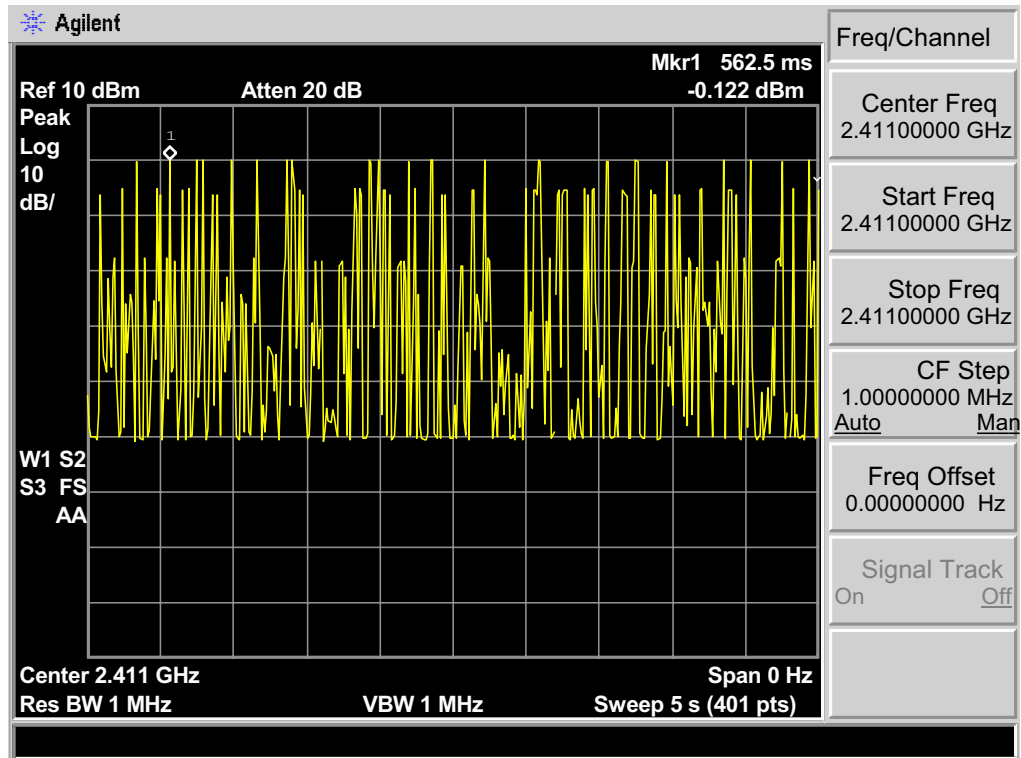 Agilent
Freq/Channel
Mkr1 562.5 ms
Ref 10 dBm Atten 20 dB -0.122 dBm
Peak
Log
10
dB/
1
W1 S2
S3 FS
AA
Center 2.411 GHz Span 0 Hz
Res BW 1 MHz VBW 1 MHz Sweep 5 s (401 pts)
Center Freq
2.41100000 GHz
Start Freq
2.41100000 GHz
Stop Freq
2.41100000 GHz
CF Step
1.00000000 MHz
Auto Man
Freq Offset
0.00000000 Hz
Signal Track
On Off